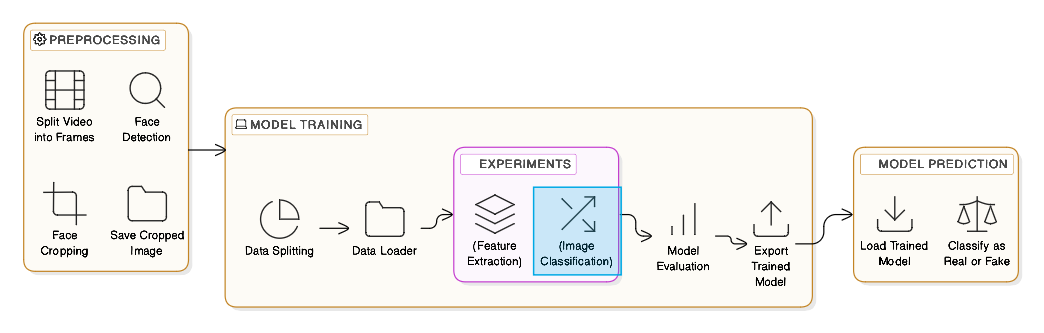 PREPROCESSING
Split Video
into Frames
Face
Detection
Face
Cropping
Save Cropped
Image
MODEL TRAINING
Data Splitting
Data Loader
EXPERIMENTS
(Feature
Extraction)
(Image
Classification)
Model
Evaluation
Export
Trained
Model
MODEL PREDICTION
Load Trained
Model
Classify as
Real or Fake